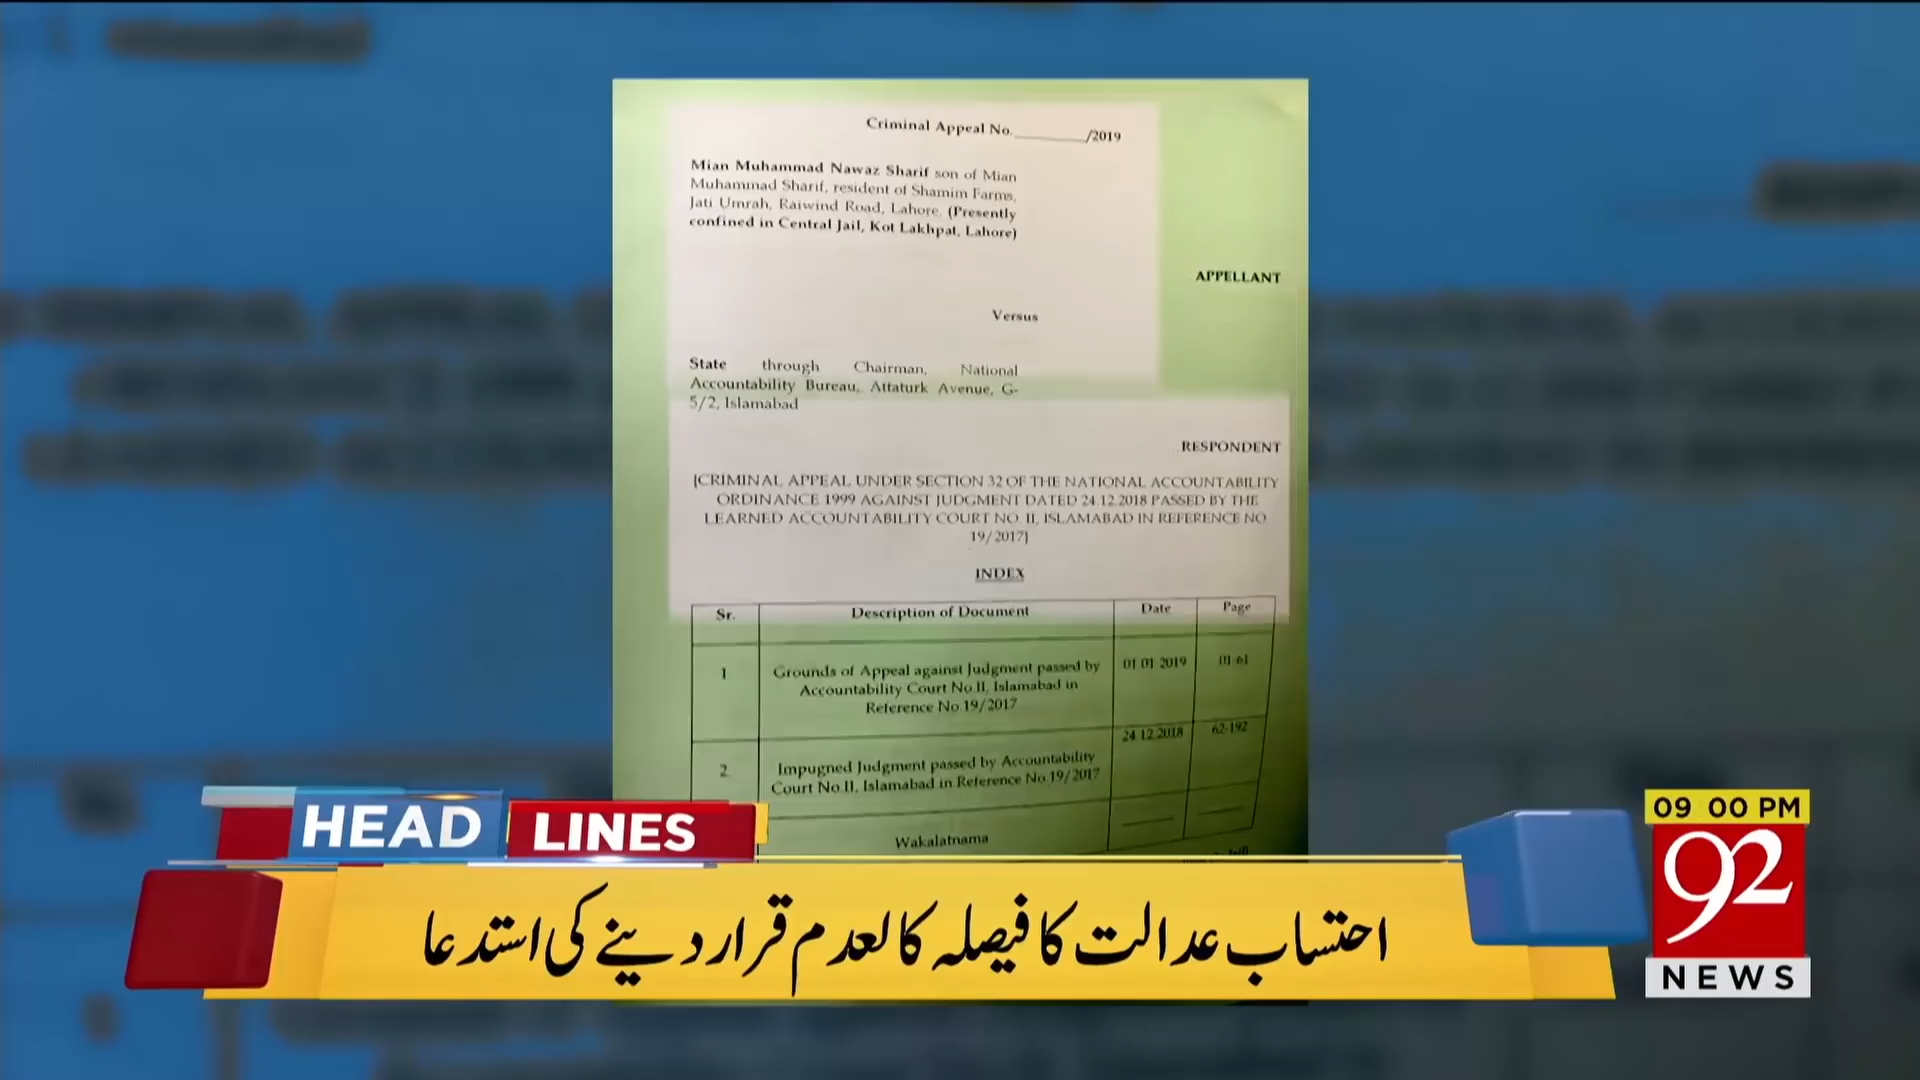 Criminal Appeal No.__________/2019
Mian Muhammad Nawaz Sharif son of Mian
Muhammad Sharif, resident of Shamim Farms,
Jati Umrah, Raiwind Road, Lahore. (Presently
confined in Central Jail, Kot Lakhpat, Lahore)
APPELLANT
Versus
State through Chairman, National
Accountability Bureau, Attaturk Avenue, G-
5/2, Islamabad
RESPONDENT
[CRIMINAL APPEAL UNDER SECTION 32 OF THE NATIONAL ACCOUNTABILITY
ORDINANCE 1999 AGAINST JUDGMENT DATED 24.12.2018 PASSED BY THE
LEARNED ACCOUNTABILITY COURT NO. II, ISLAMABAD IN REFERENCE NO
19/2017]
INDEX
Sr. Description of Document Date Page
1 Grounds of Appeal against Judgment passed by 01.01.2019 01-61
Accountability Court No.II, Islamabad in
Reference No.19/2017
2. Impugned Judgment passed by Accountability 24.12.2018 62-192
Court No.II, Islamabad in Reference No.19/2017
Wakalatnama
HEAD LINES
احتساب عدالت کا فیصلہ کالعدم قرار دینے کی استدعا
09 00 PM
92
NEWS